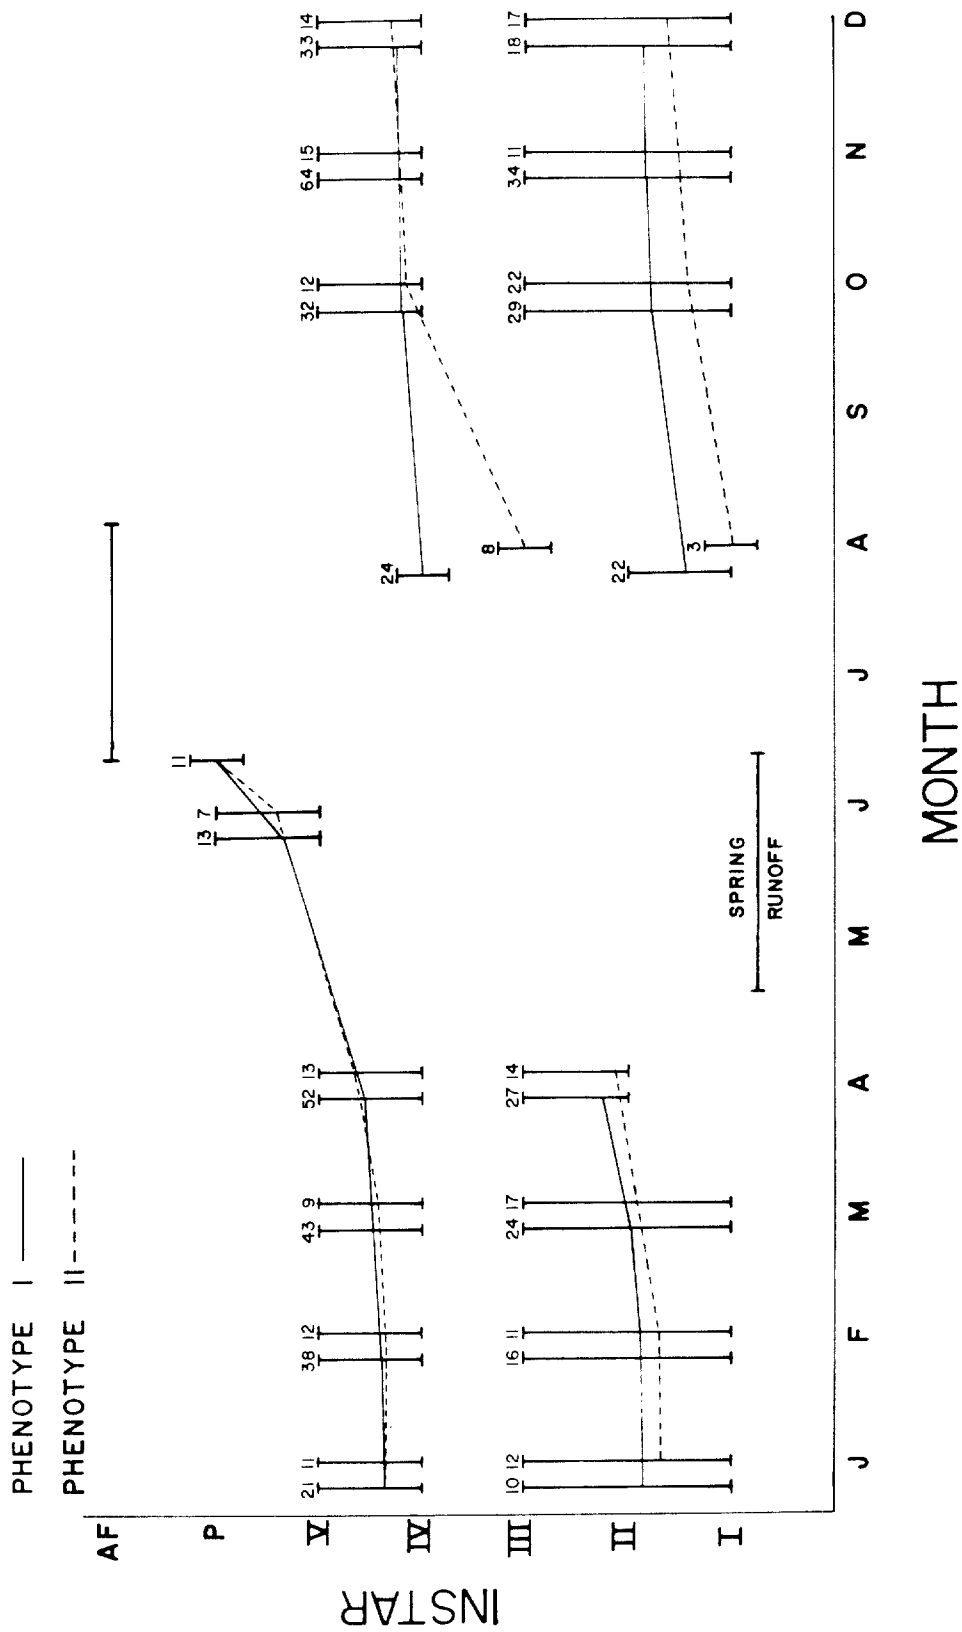 PHENOTYPE I
PHENOTYPE II
AF
P
V
IV
III
II
I
INSTAR
21 11 38 12 43 9 52 13 13 7 11 24 8 32 12 64 15 33 14
10 12 16 11 24 17 27 14 22 3 29 22 34 11 18 17
SPRING
RUNOFF
J F M A M J J A S O N D
MONTH